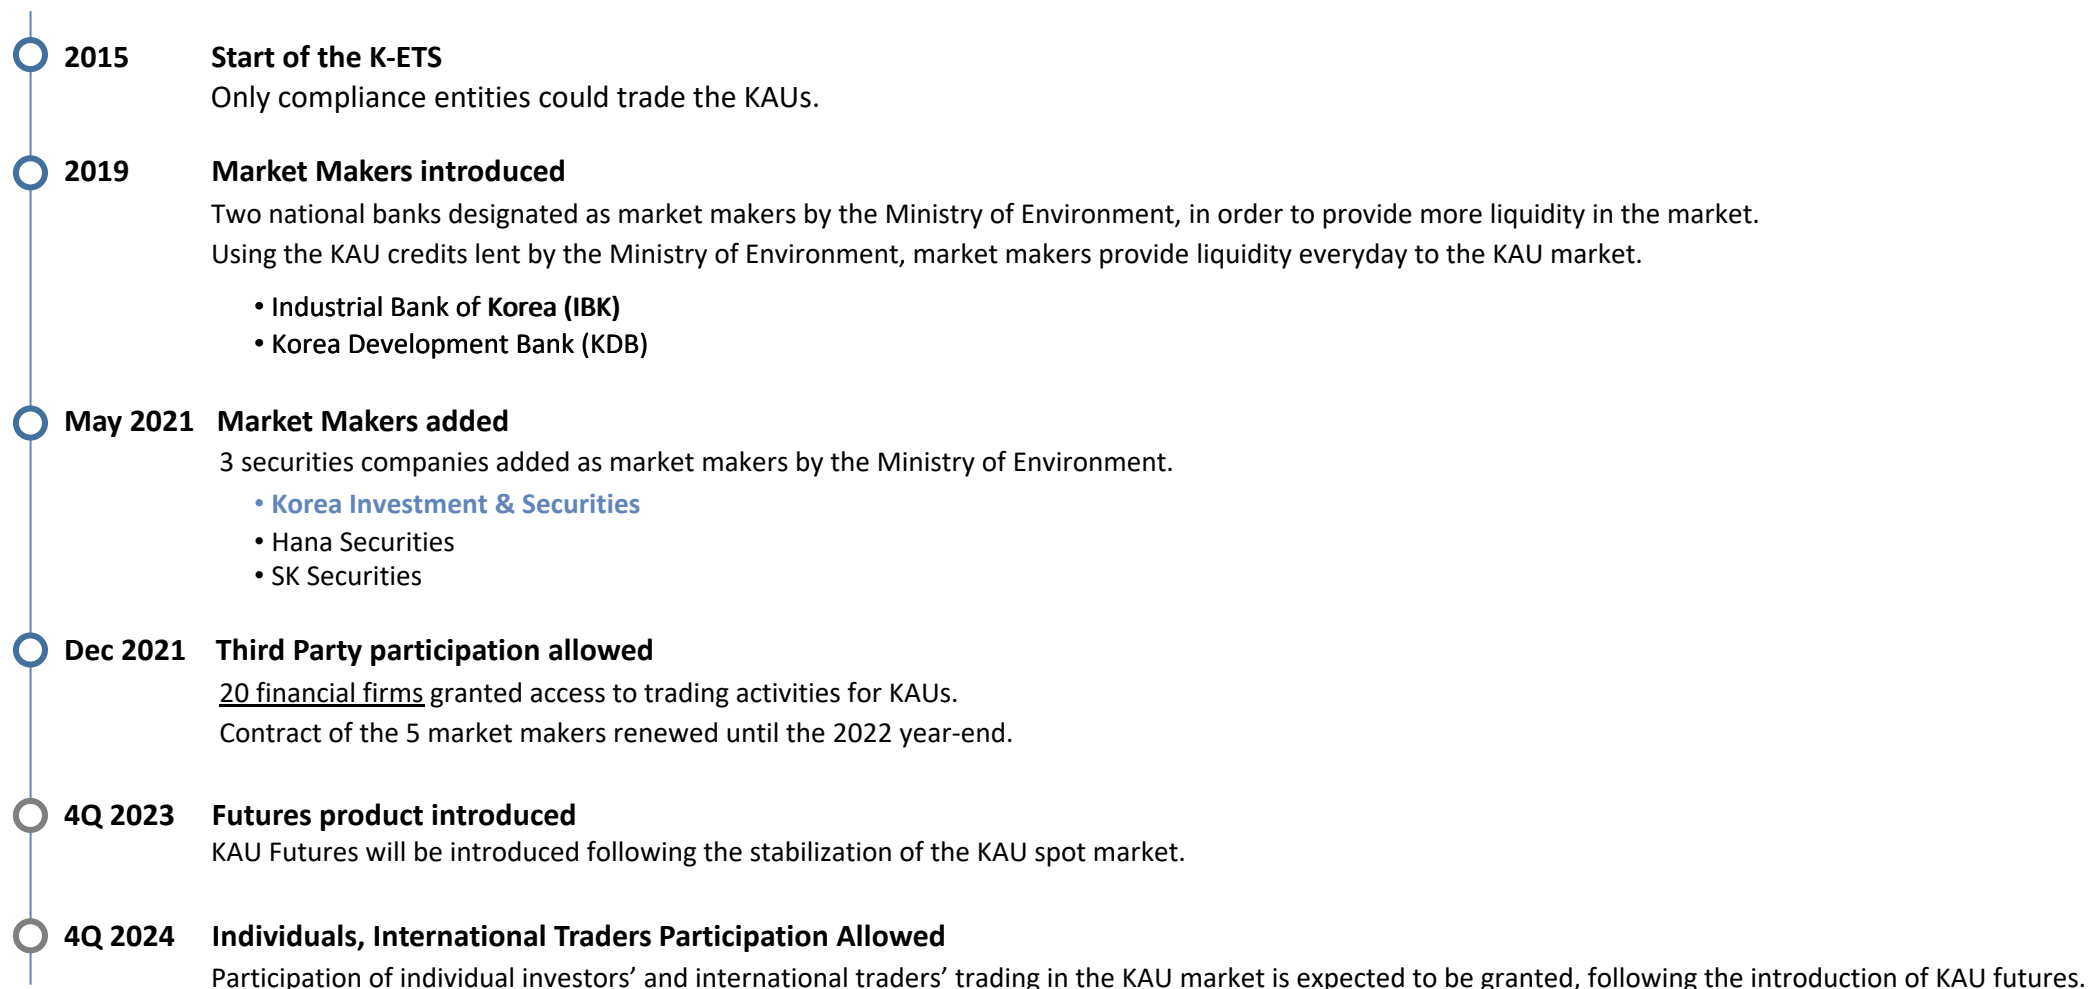 2015 Start of the K-ETS
Only compliance entities could trade the KAUs.
2019 Market Makers introduced
Two national banks designated as market makers by the Ministry of Environment, in order to provide more liquidity in the market.
Using the KAU credits lent by the Ministry of Environment, market makers provide liquidity everyday to the KAU market.
• Industrial Bank of Korea (IBK)
• Korea Development Bank (KDB)
May 2021 Market Makers added
3 securities companies added as market makers by the Ministry of Environment.
• Korea Investment & Securities
• Hana Securities
• SK Securities
Dec 2021 Third Party participation allowed
20 financial firms granted access to trading activities for KAUs.
Contract of the 5 market makers renewed until the 2022 year-end.
4Q 2023 Futures product introduced
KAU Futures will be introduced following the stabilization of the KAU spot market.
4Q 2024 Individuals, International Traders Participation Allowed
Participation of individual investors’ and international traders’ trading in the KAU market is expected to be granted, following the introduction of KAU futures.